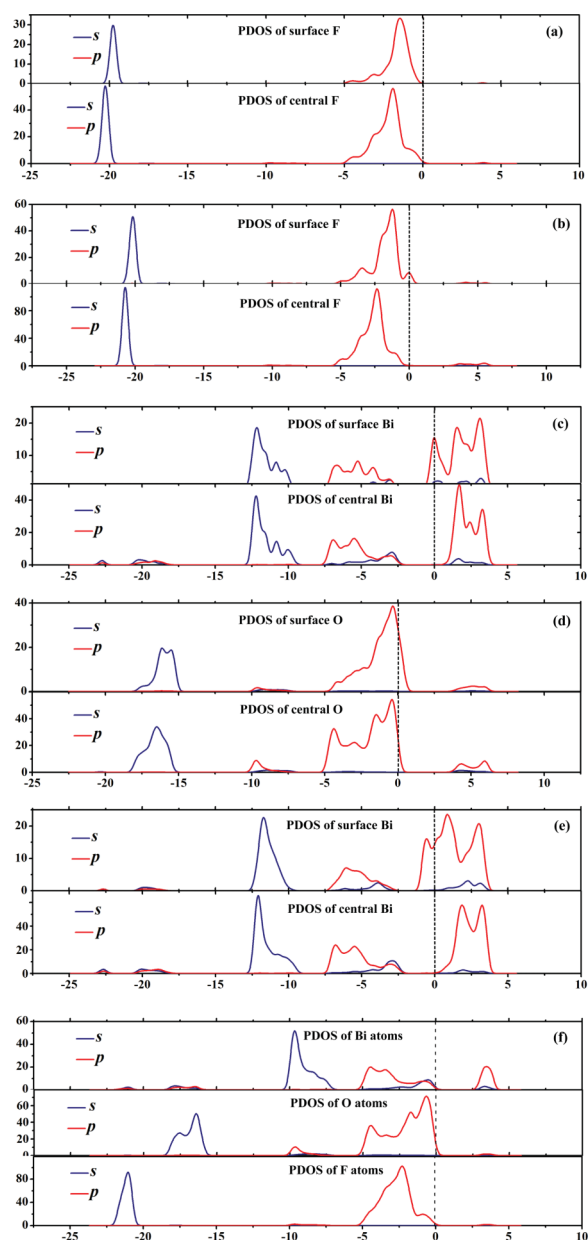 PDOS of surface F
(a)
s
p
30
20
10
0
PDOS of central F
s
p
40
20
0
-25 -20 -15 -10 -5 0 5 10
PDOS of surface F
(b)
s
p
60
40
20
0
PDOS of central F
s
p
80
40
0
-25 -20 -15 -10 -5 0 5 10
PDOS of surface Bi
(c)
s
p
20
10
PDOS of central Bi
s
p
40
20
0
-25 -20 -15 -10 -5 0 5
PDOS of surface O
(d)
s
p
40
20
0
PDOS of central O
s
p
40
20
0
-25 -20 -15 -10 -5 0 5 10
PDOS of surface Bi
(e)
s
p
20
10
0
PDOS of central Bi
s
p
50
25
0
-25 -20 -15 -10 -5 0 5
PDOS of Bi atoms
(f)
s
p
60
40
20
0
PDOS of O atoms
s
p
60
40
20
0
PDOS of F atoms
s
p
80
40
0
-25 -20 -15 -10 -5 0 5 10